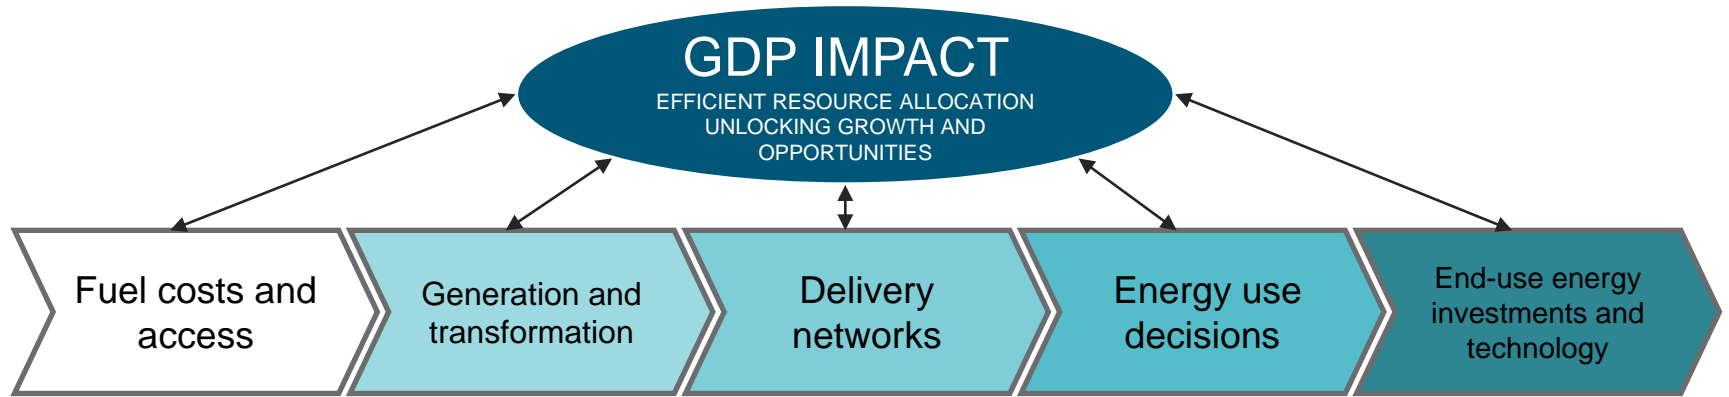 GDP IMPACT
EFFICIENT RESOURCE ALLOCATION
UNLOCKING GROWTH AND
OPPORTUNITIES
Fuel costs and
access
Generation and
transformation
Delivery
networks
Energy use
decisions
End-use energy
investments and
technology